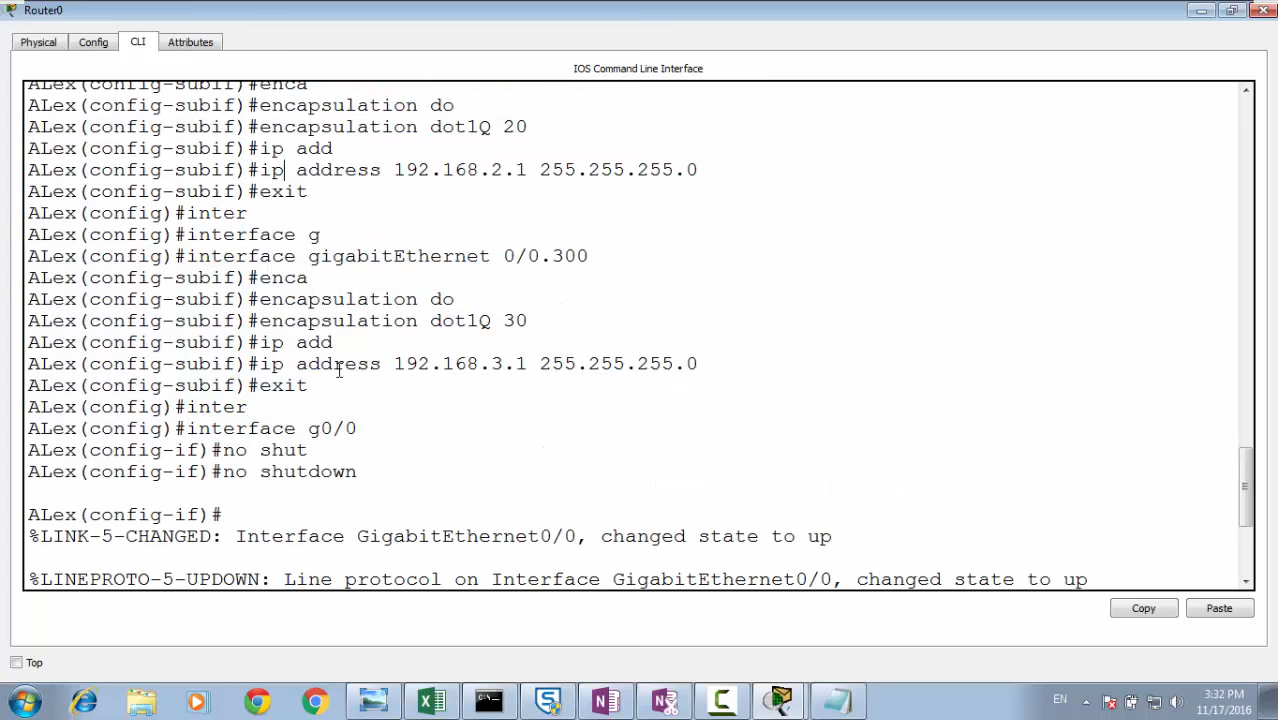 Router0
Physical Config CLI Attributes
IOS Command Line Interface
ALex(config-subif)#enca
ALex(config-subif)#encapsulation do
ALex(config-subif)#encapsulation dot1Q 20
ALex(config-subif)#ip add
ALex(config-subif)#ip address 192.168.2.1 255.255.255.0
ALex(config-subif)#exit
ALex(config)#inter
ALex(config)#interface g
ALex(config)#interface gigabitEthernet 0/0.300
ALex(config-subif)#enca
ALex(config-subif)#encapsulation do
ALex(config-subif)#encapsulation dot1Q 30
ALex(config-subif)#ip add
ALex(config-subif)#ip address 192.168.3.1 255.255.255.0
ALex(config-subif)#exit
ALex(config)#inter
ALex(config)#interface g0/0
ALex(config-if)#no shut
ALex(config-if)#no shutdown
ALex(config-if)#
%LINK-5-CHANGED: Interface GigabitEthernet0/0, changed state to up
%LINEPROTO-5-UPDOWN: Line protocol on Interface GigabitEthernet0/0, changed state to up
Copy Paste
Top
EN
3:32 PM
11/17/2016